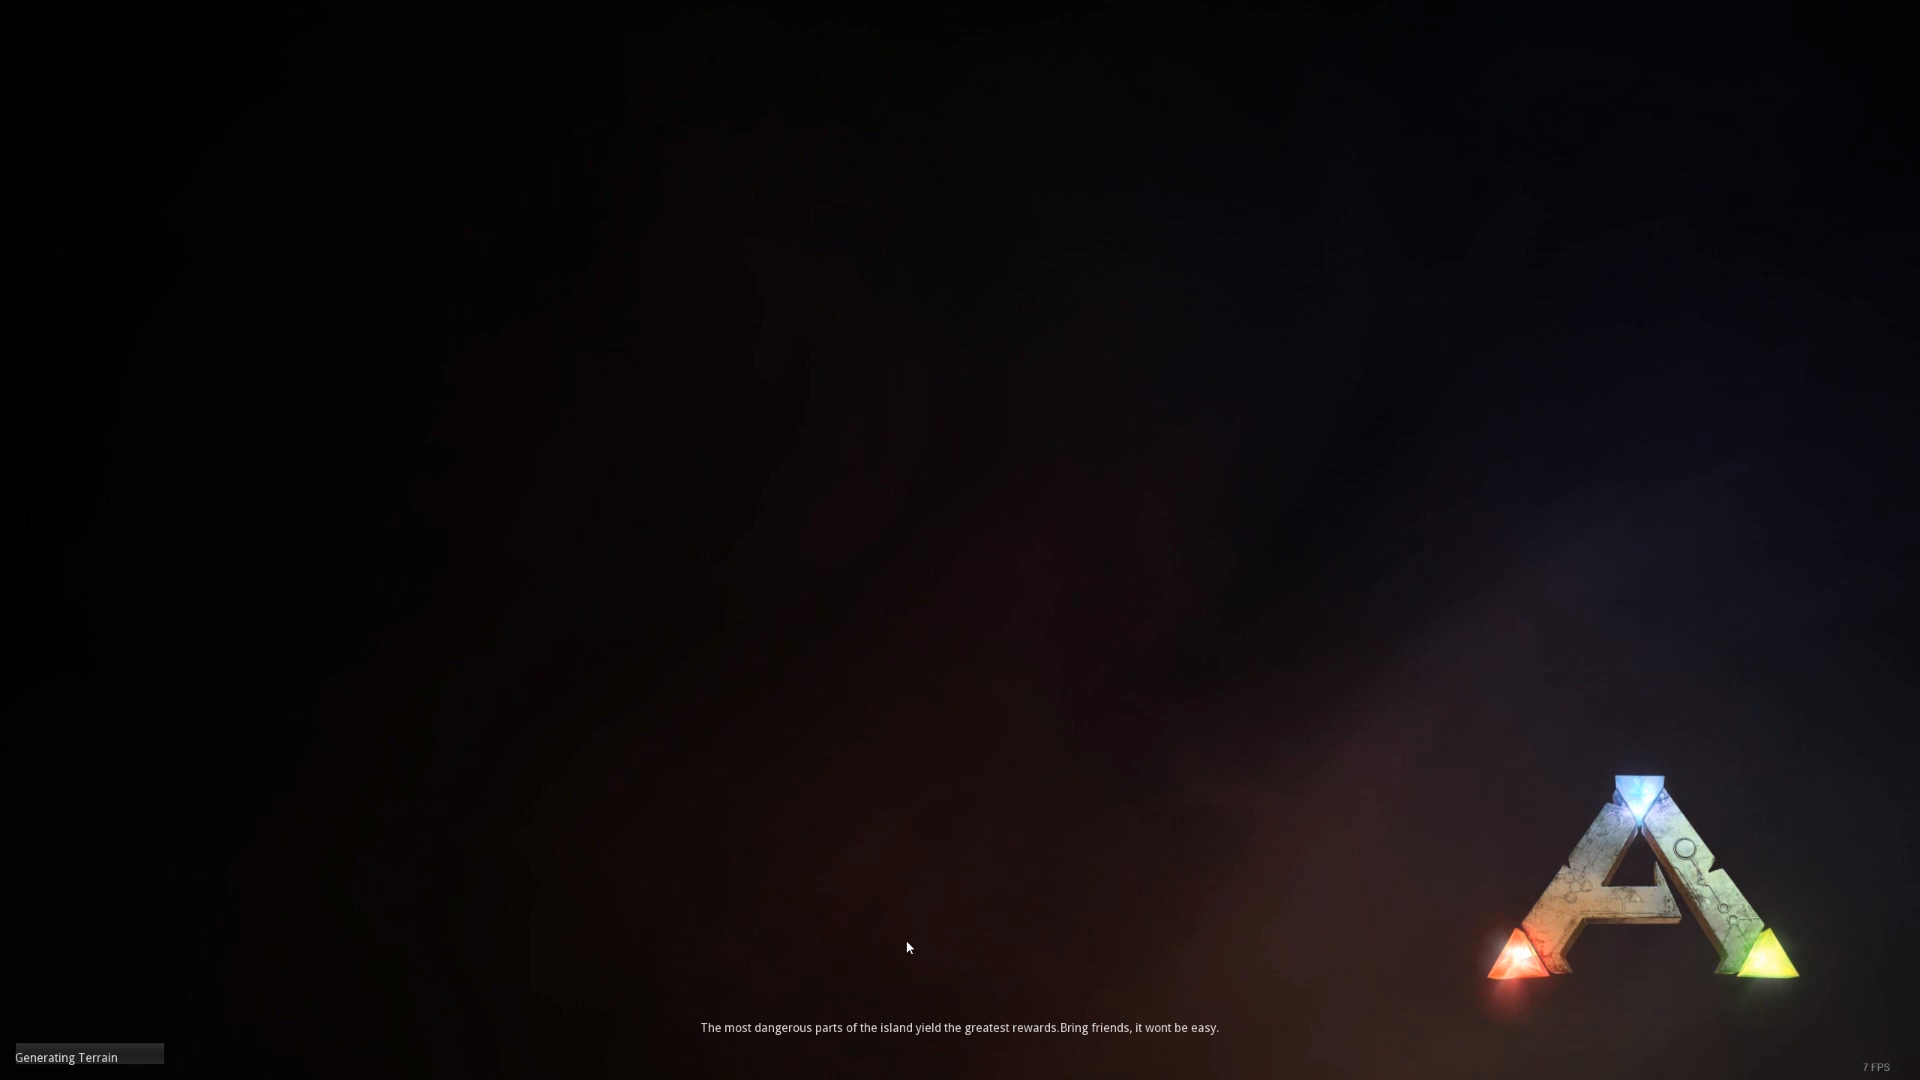 The most dangerous parts of the island yield the greatest rewards.Bring friends, it wont be easy.
Generating Terrain
7 FPS